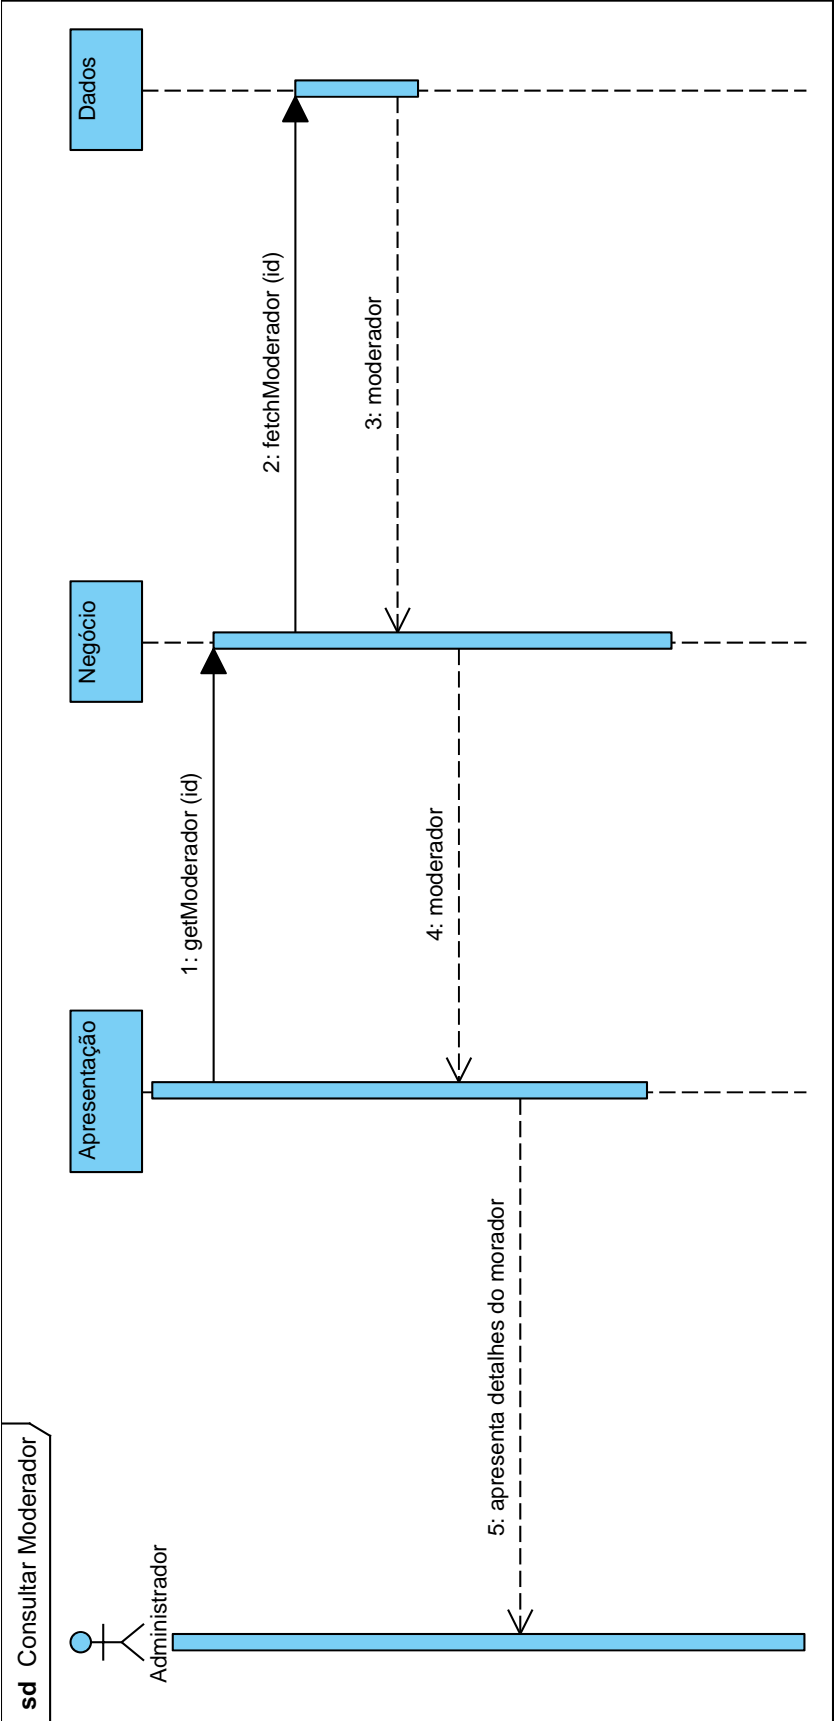 sd Consultar Moderador
Administrador
Apresentação
Negócio
Dados
1: getModerador (id)
2: fetchModerador (id)
3: moderador
4: moderador
5: apresenta detalhes do morador